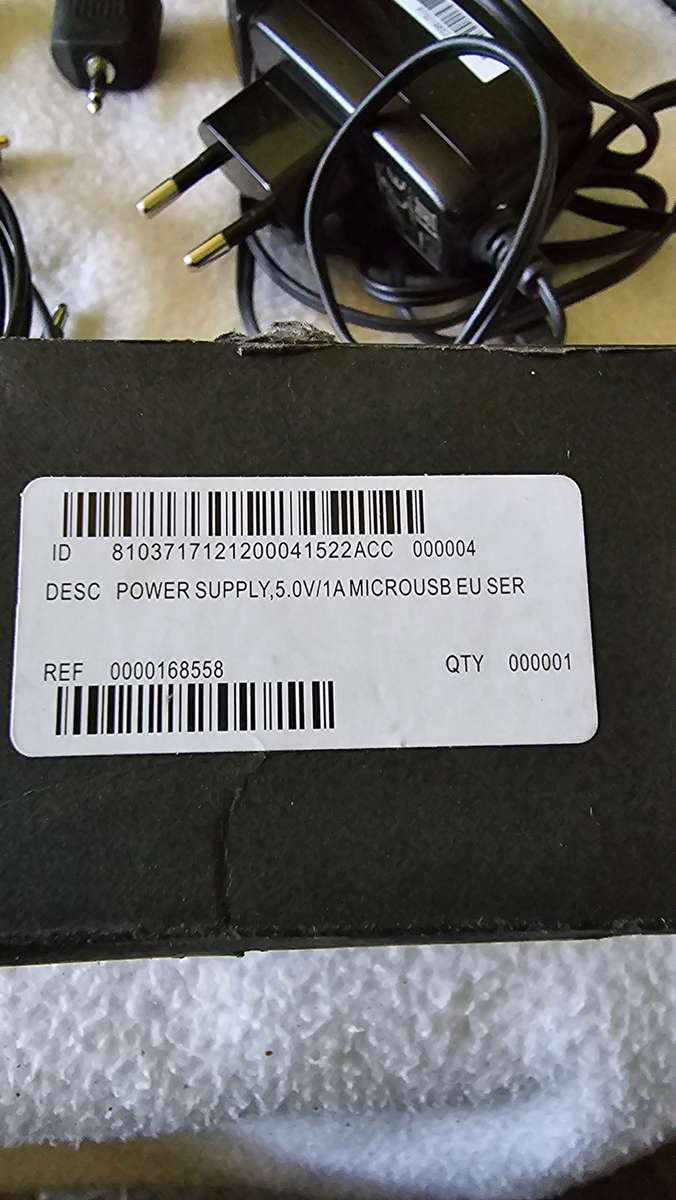 ID 8103717121200041522ACC 000004
DESC POWER SUPPLY,5.0V/1A MICROUSB EU SER
REF 0000168558 QTY 000001